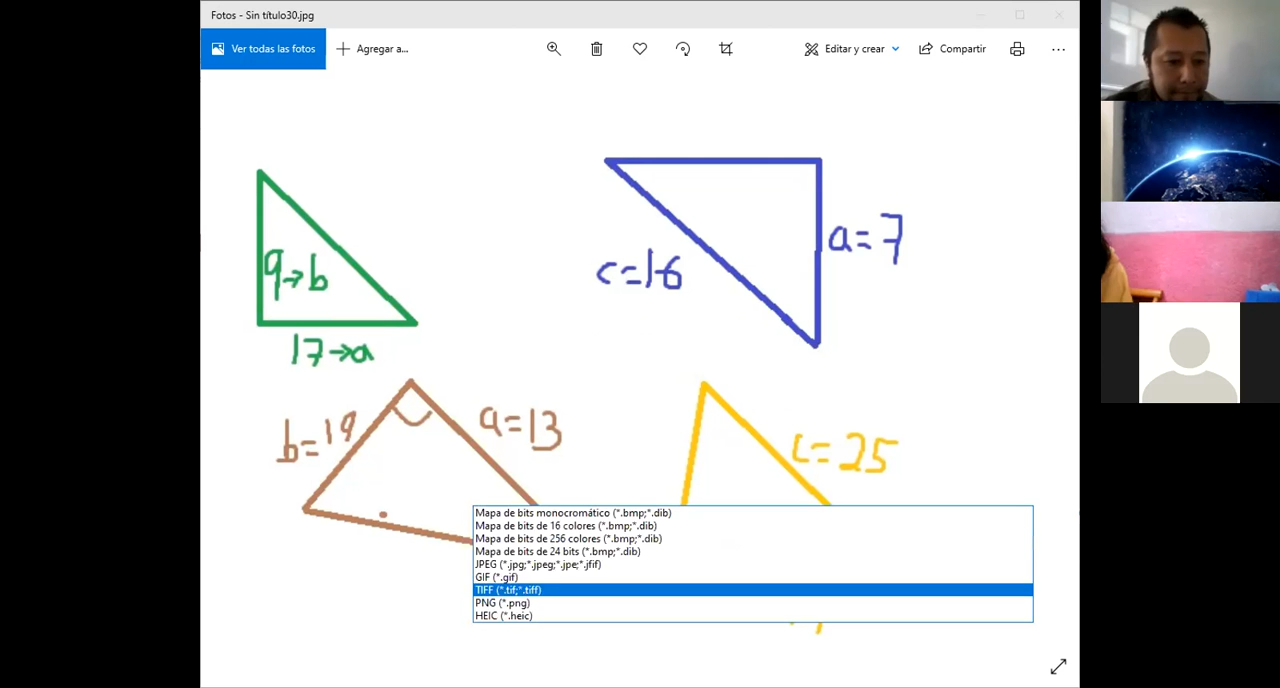 Fotos - Sin título30.jpg
Ver todas las fotos
Agregar a...
Editar y crear
Compartir
9→b
17→a
c=16
a=7
b=19
a=13
c=25
Mapa de bits monocromático (*.bmp;*.dib)
Mapa de bits de 16 colores (*.bmp;*.dib)
Mapa de bits de 256 colores (*.bmp;*.dib)
Mapa de bits de 24 bits (*.bmp;*.dib)
JPEG (*.jpg;*.jpeg;*.jpe;*.jfif)
GIF (*.gif)
TIFF (*.tif;*.tiff)
PNG (*.png)
HEIC (*.heic)